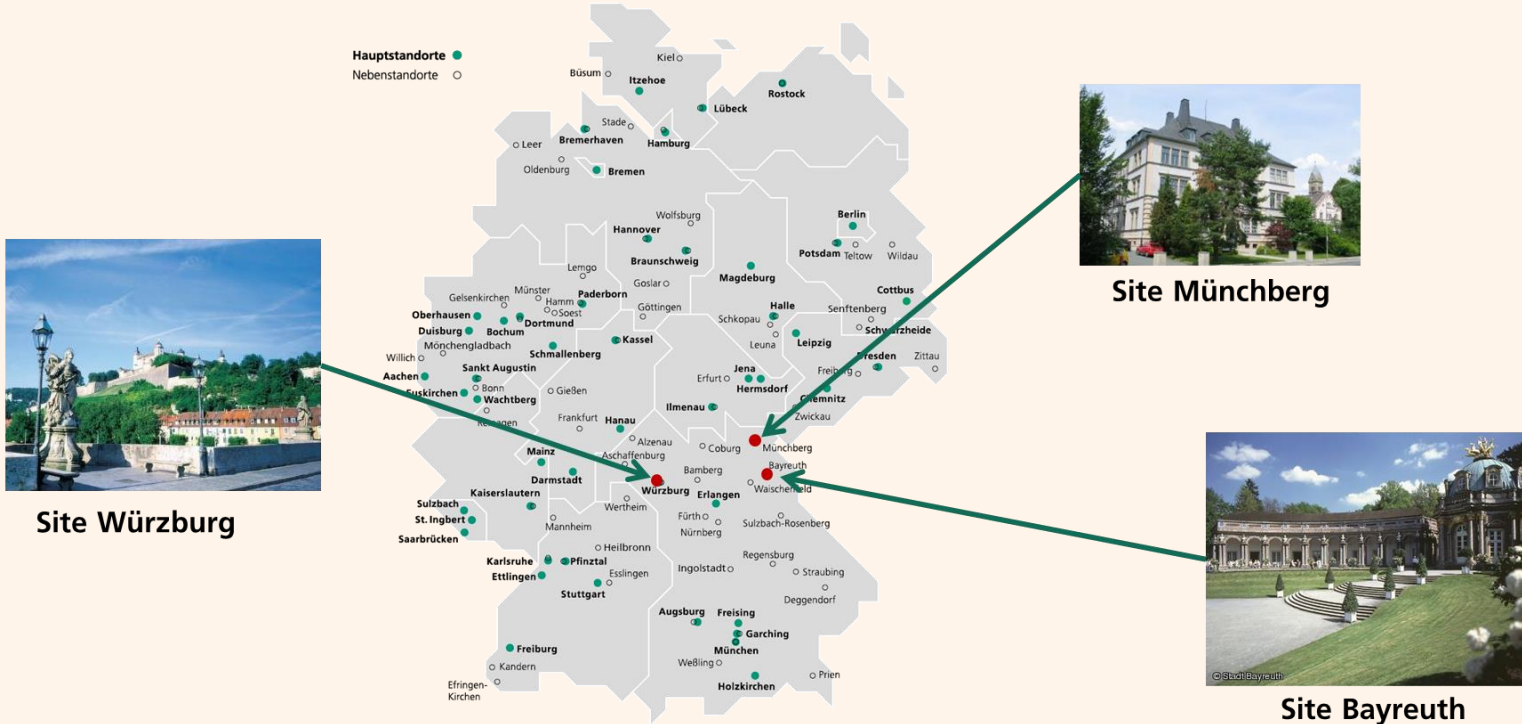 Hauptstandorte
Nebenstandorte
Kiel
Büsum
Itzehoe
Rostock
Lübeck
Stade
Bremerhaven
Hamburg
Leer
Oldenburg
Bremen
Wolfsburg
Hannover
Berlin
Braunschweig
Potsdam
Teltow
Wildau
Lemgo
Magdeburg
Goslar
Münster
Paderborn
Gelsenkirchen
Hamm
Soest
Göttingen
Cottbus
Halle
Senftenberg
Oberhausen
Bochum
Dortmund
Schkopau
Schwarzheide
Duisburg
Kassel
Leuna
Leipzig
Mönchengladbach
Schmallenberg
Willich
Dresden
Zittau
Sankt Augustin
Jena
Freiberg
Aachen
Bonn
Gießen
Erfurt
Hermsdorf
Euskirchen
Wachtberg
Chemnitz
Ilmenau
Remagen
Frankfurt
Hanau
Zwickau
Alzenau
Coburg
Münchberg
Mainz
Aschaffenburg
Bamberg
Bayreuth
Darmstadt
Würzburg
Waischenfeld
Kaiserslautern
Erlangen
Wertheim
Sulzbach
St. Ingbert
Mannheim
Fürth
Nürnberg
Sulzbach-Rosenberg
Saarbrücken
Heilbronn
Karlsruhe
Pfinztal
Regensburg
Ettlingen
Esslingen
Ingolstadt
Straubing
Stuttgart
Deggendorf
Augsburg
Freising
Garching
München
Freiburg
Weßling
Kandern
Holzkirchen
Prien
Efringen-
Kirchen
Site Würzburg
Site Münchberg
© Stadt Bayreuth
Site Bayreuth